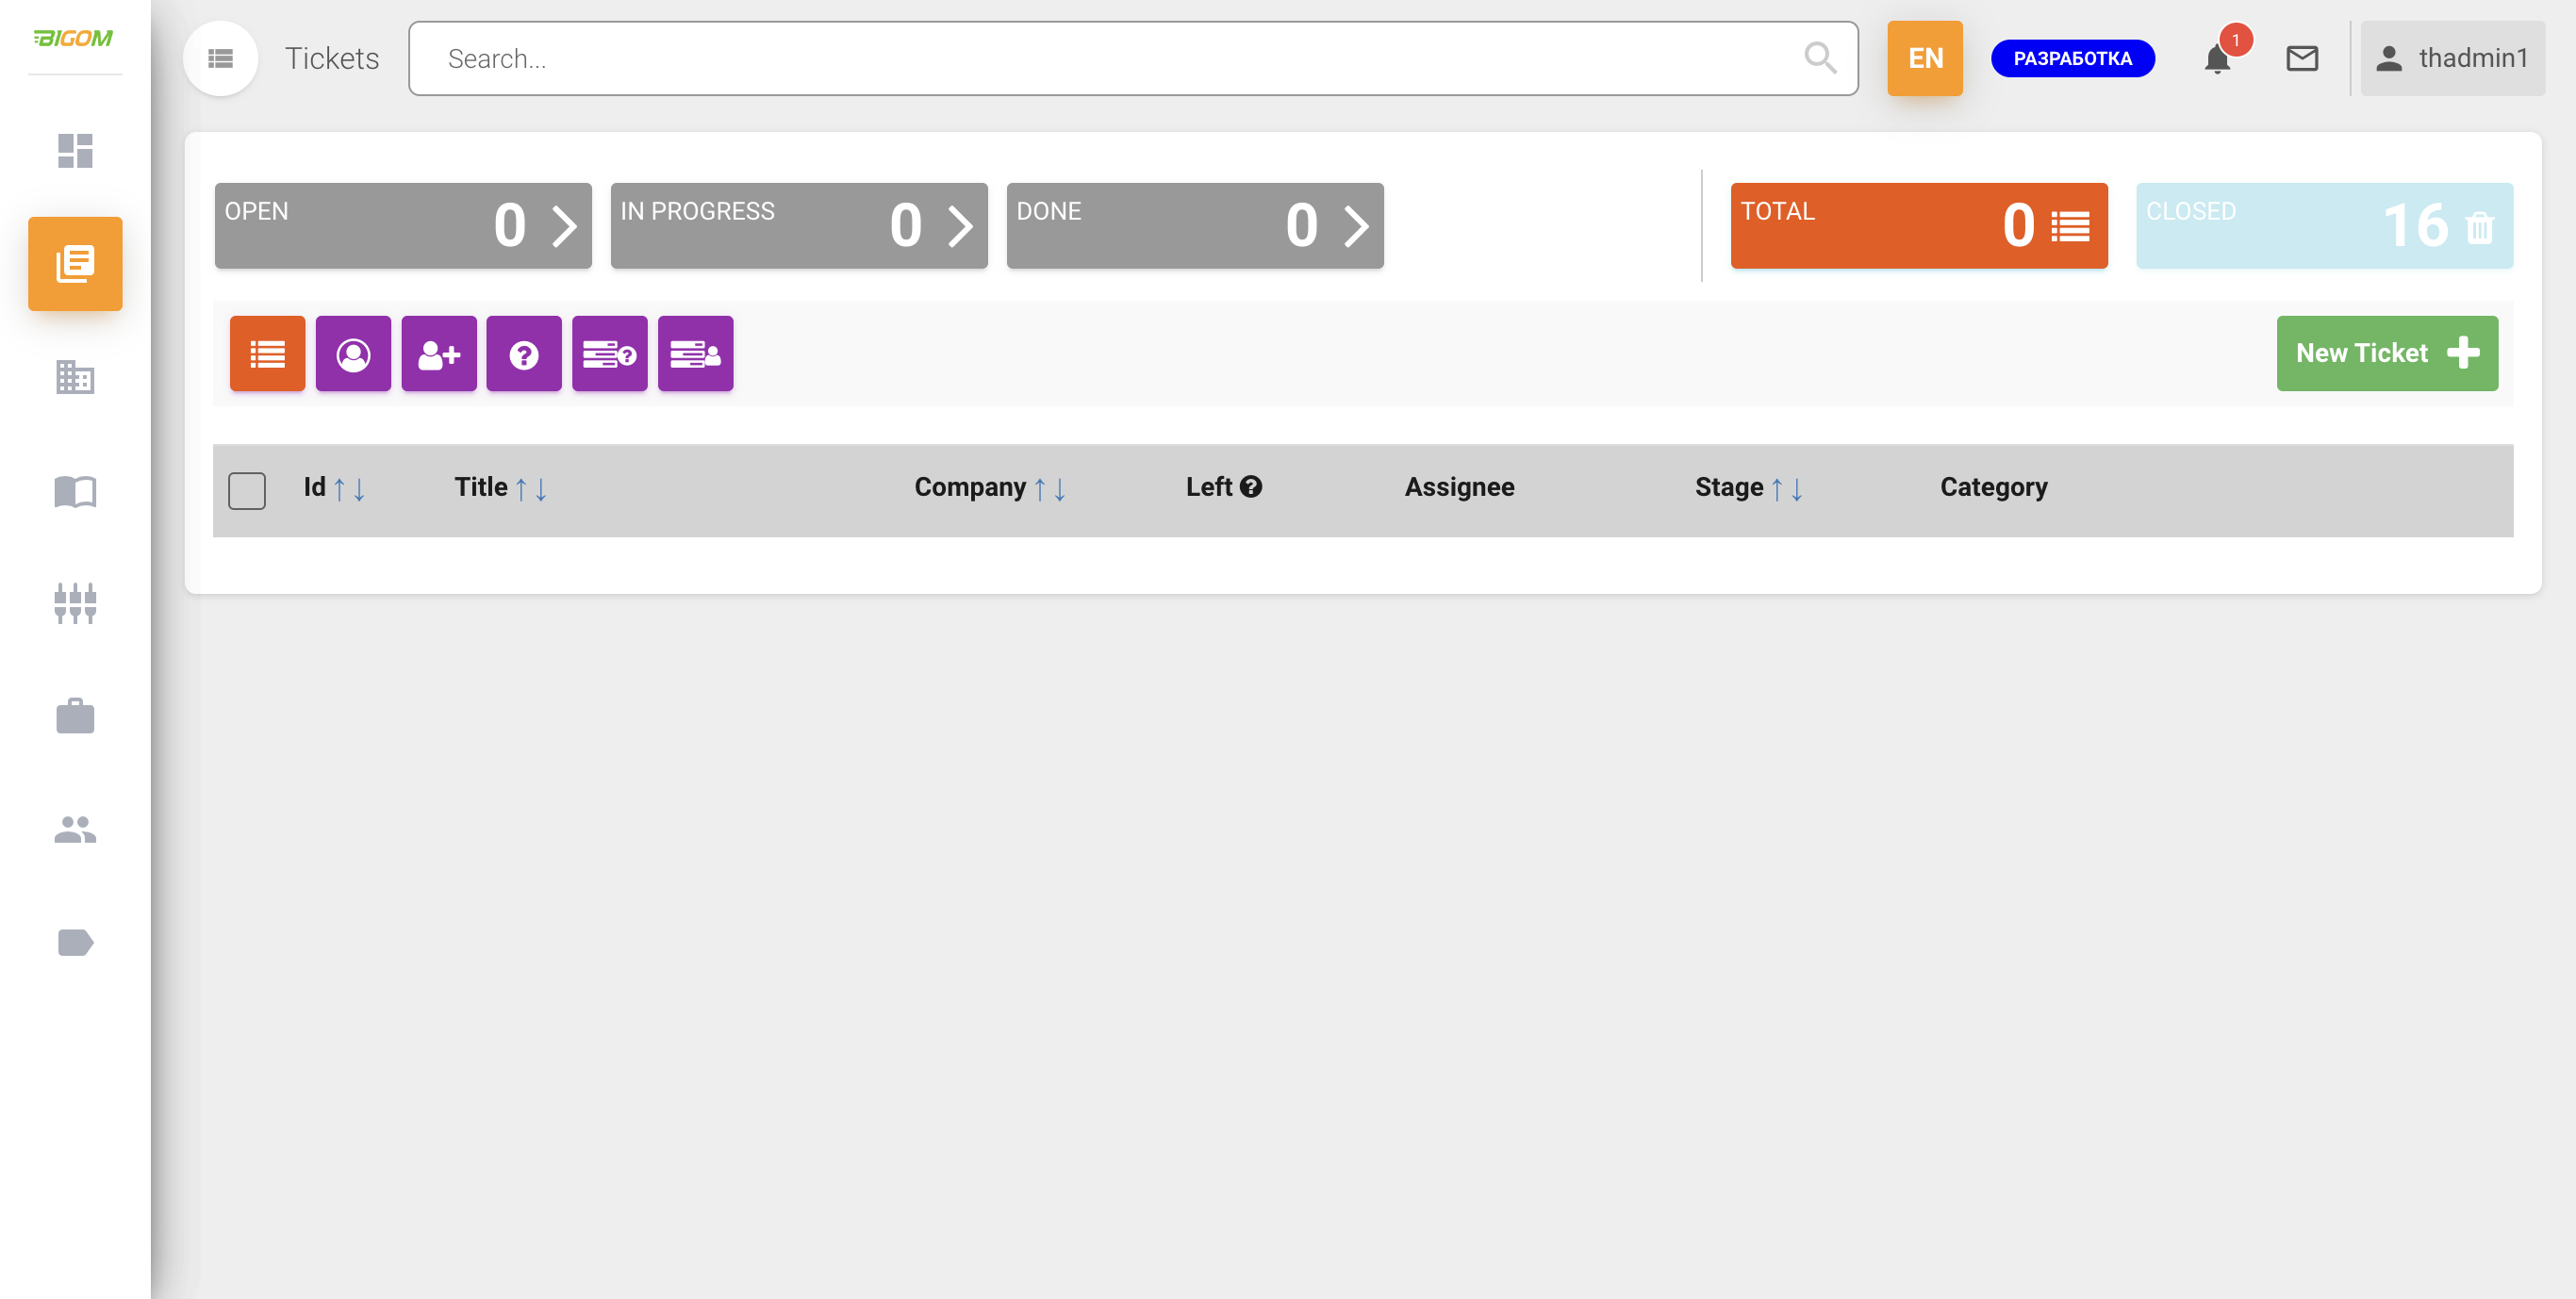 BIGOM
Tickets
Search...
EN
РАЗРАБОТКА
1
thadmin1
OPEN 0
IN PROGRESS 0
DONE 0
TOTAL 0
CLOSED 16
New Ticket
Id ↑↓ Title ↑↓ Company ↑↓ Left Assignee Stage ↑↓ Category